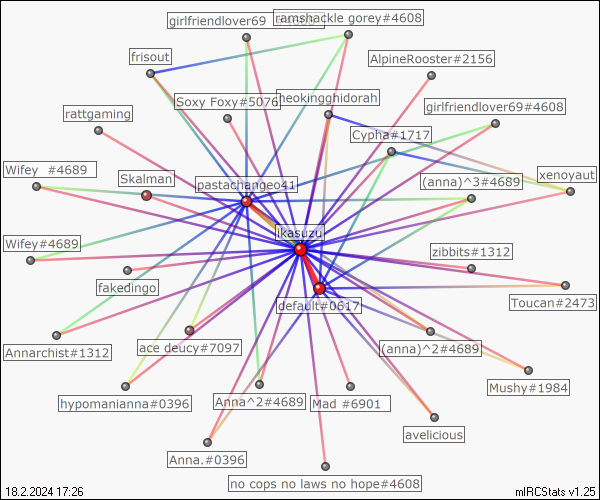 girlfriendlover69
ramshackle gorey#4608
frisout
AlpineRooster#2156
Soxy Foxy#5076
heokingghidorah
rattgaming
girlfriendlover69#4608
Cypha#1717
Wifey_ #4689
Skalman
pastachangeo41
(anna)^3#4689
xenoyaut
ikasuzu
Wifey#4689
zibbits#1312
fakedingo
default#0617
Toucan#2473
Annarchist#1312
ace deucy#7097
(anna)^2#4689
Mushy#1984
hypomanianna#0396
Anna^2#4689
Mad #6901
avelicious
Anna.#0396
no cops no laws no hope#4608
18.2.2024 17:26
mIRCStats v1.25